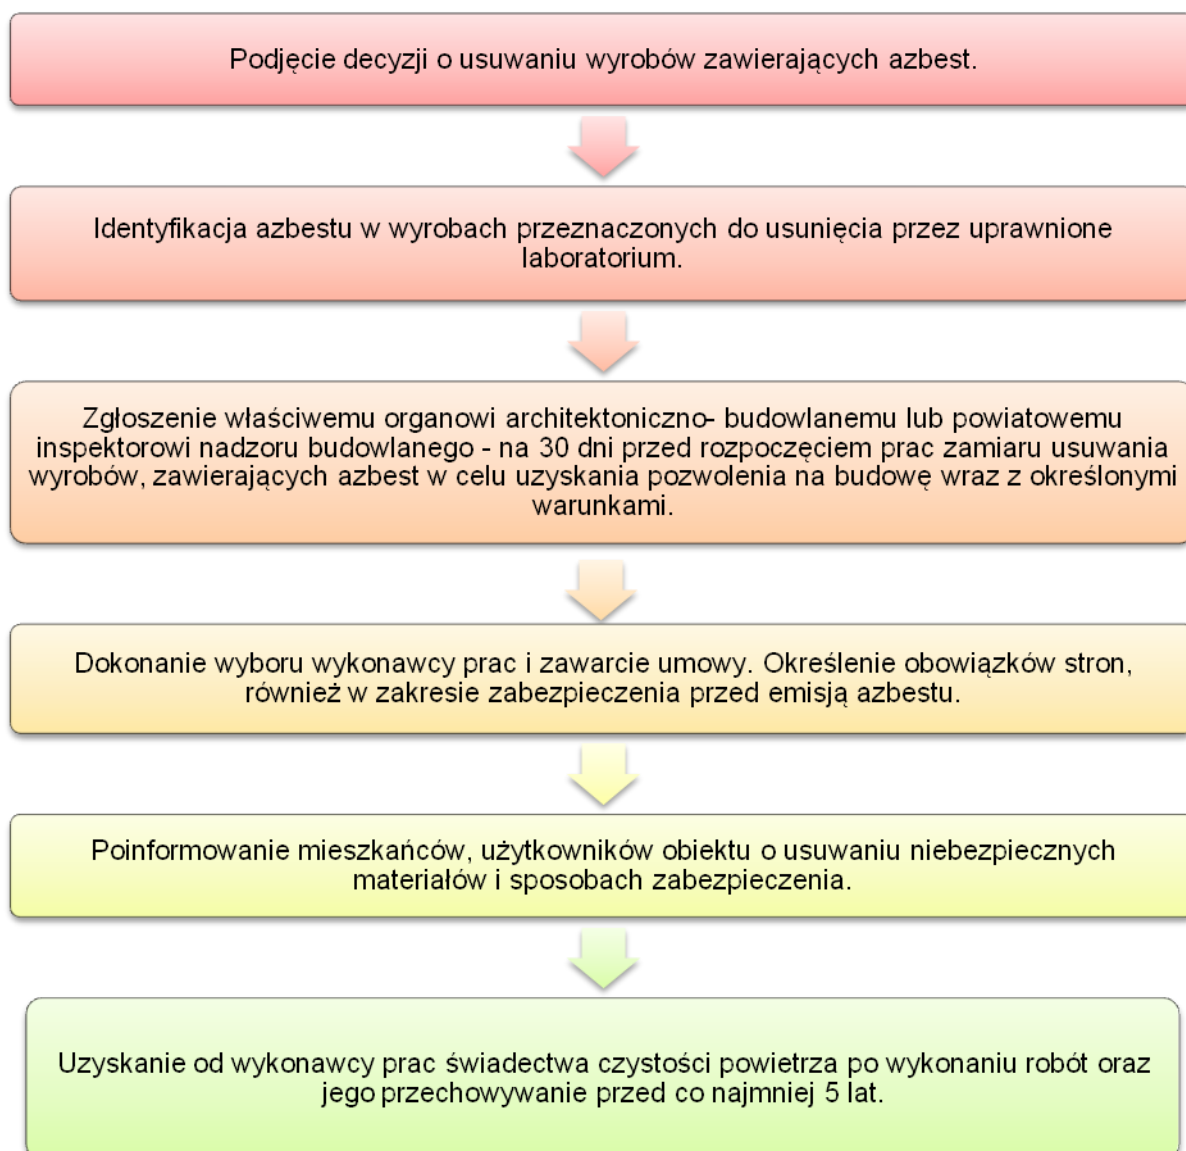 Podjęcie decyzji o usuwaniu wyrobów zawierających azbest.
Identyfikacja azbestu w wyrobach przeznaczonych do usunięcia przez uprawnione
laboratorium.
Zgłoszenie właściwemu organowi architektoniczno- budowlanemu lub powiatowemu
inspektorowi nadzoru budowlanego - na 30 dni przed rozpoczęciem prac zamiaru usuwania
wyrobów, zawierających azbest w celu uzyskania pozwolenia na budowę wraz z określonymi
warunkami.
Dokonanie wyboru wykonawcy prac i zawarcie umowy. Określenie obowiązków stron,
również w zakresie zabezpieczenia przed emisją azbestu.
Poinformowanie mieszkańców, użytkowników obiektu o usuwaniu niebezpiecznych
materiałów i sposobach zabezpieczenia.
Uzyskanie od wykonawcy prac świadectwa czystości powietrza po wykonaniu robót oraz
jego przechowywanie przed co najmniej 5 lat.